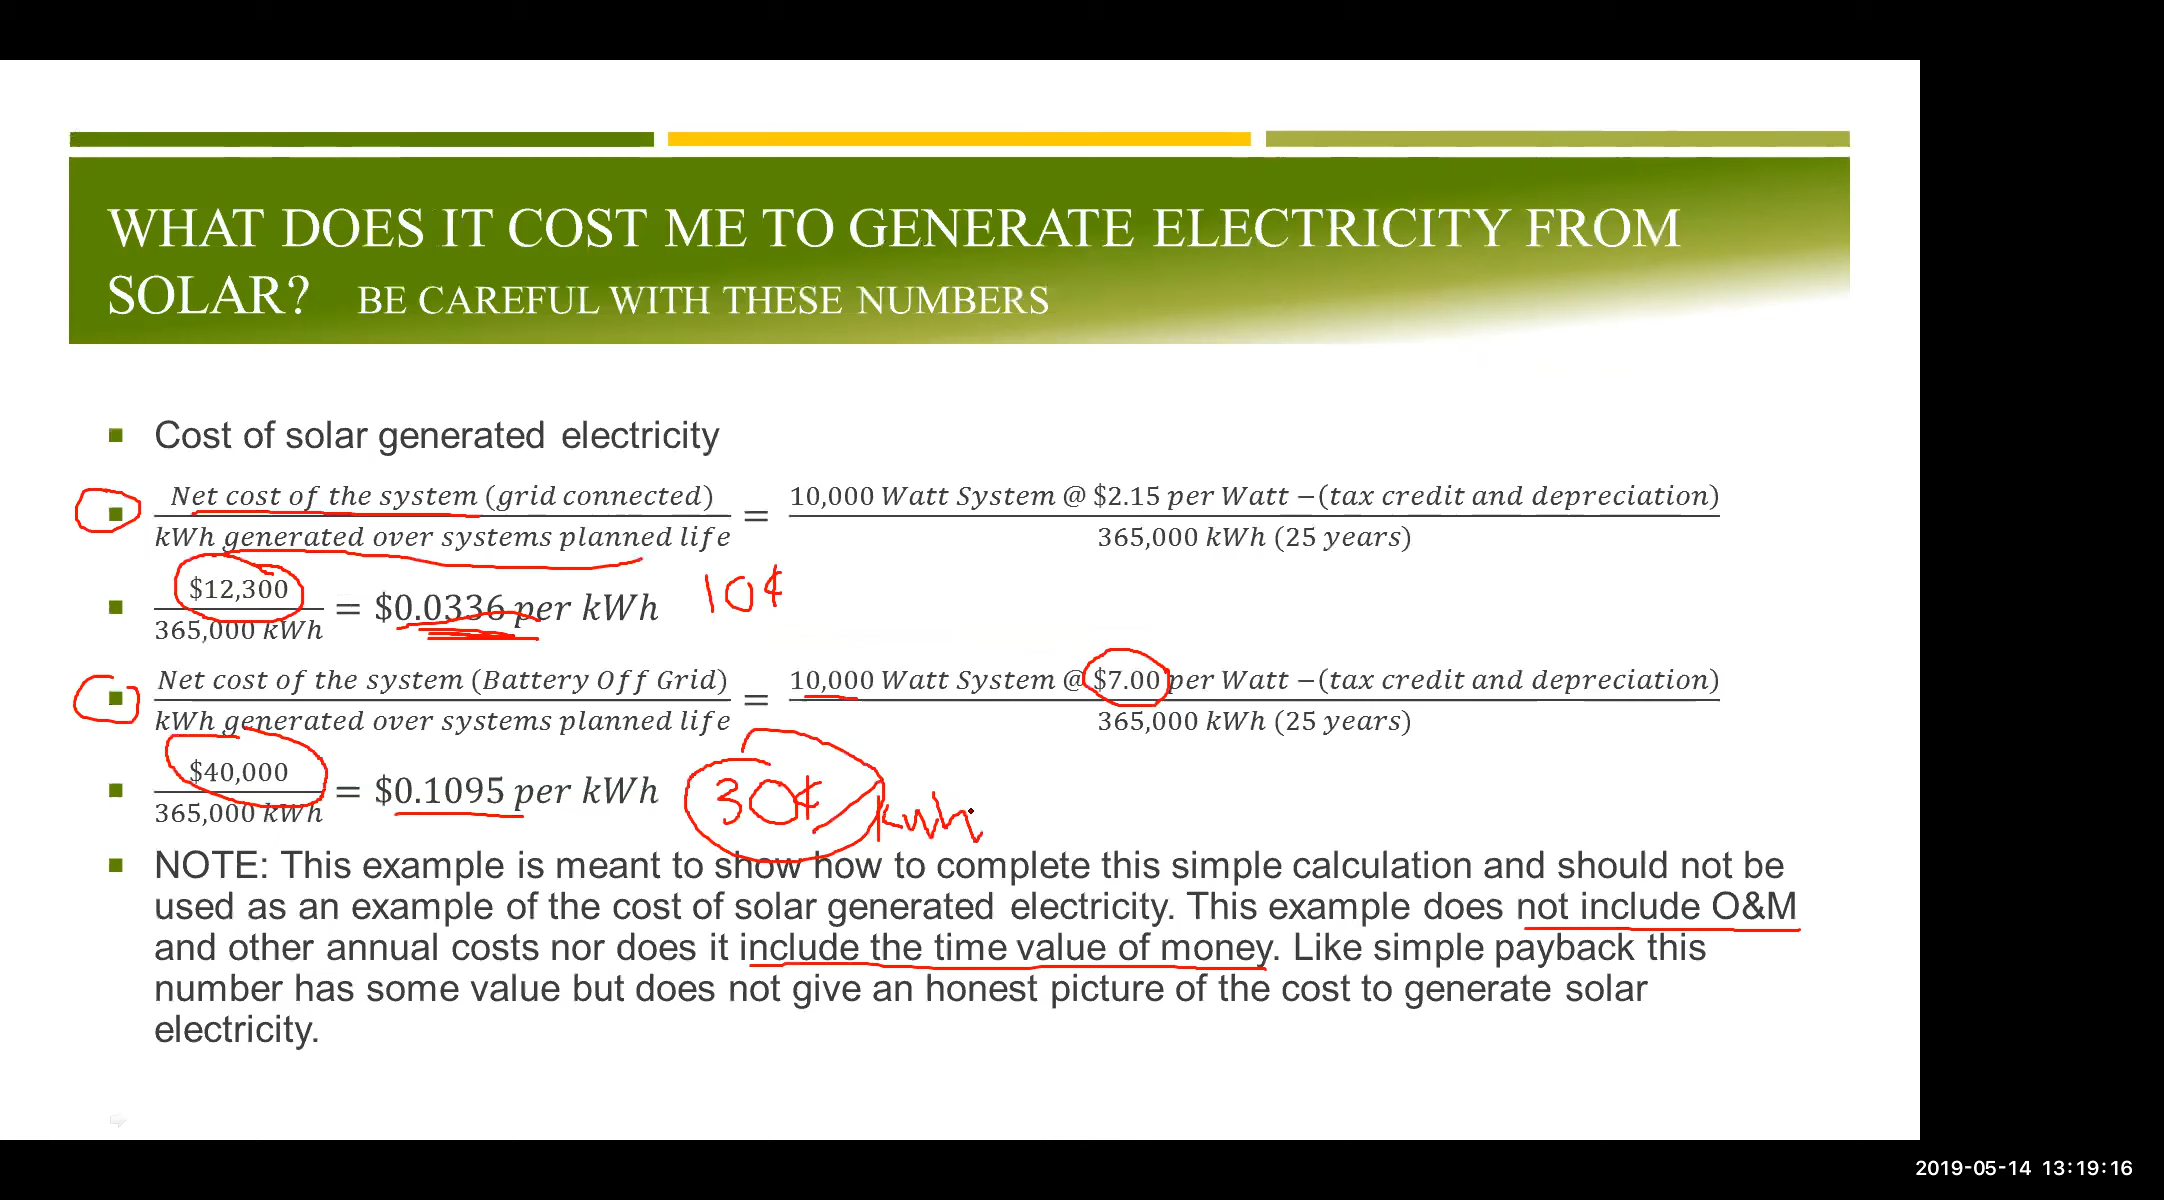 WHAT DOES IT COST ME TO GENERATE ELECTRICITY FROM
SOLAR? BE CAREFUL WITH THESE NUMBERS
Cost of solar generated electricity
Net cost of the system (grid connected) / kWh generated over systems planned life = 10,000 Watt System @ $2.15 per Watt −(tax credit and depreciation) / 365,000 kWh (25 years)
$12,300 / 365,000 kWh = $0.0336 per kWh 10¢
Net cost of the system (Battery Off Grid) / kWh generated over systems planned life = 10,000 Watt System @ $7.00 per Watt −(tax credit and depreciation) / 365,000 kWh (25 years)
$40,000 / 365,000 kWh = $0.1095 per kWh 30¢/kwh
NOTE: This example is meant to show how to complete this simple calculation and should not be
used as an example of the cost of solar generated electricity. This example does not include O&M
and other annual costs nor does it include the time value of money. Like simple payback this
number has some value but does not give an honest picture of the cost to generate solar
electricity.
2019-05-14 13:19:16